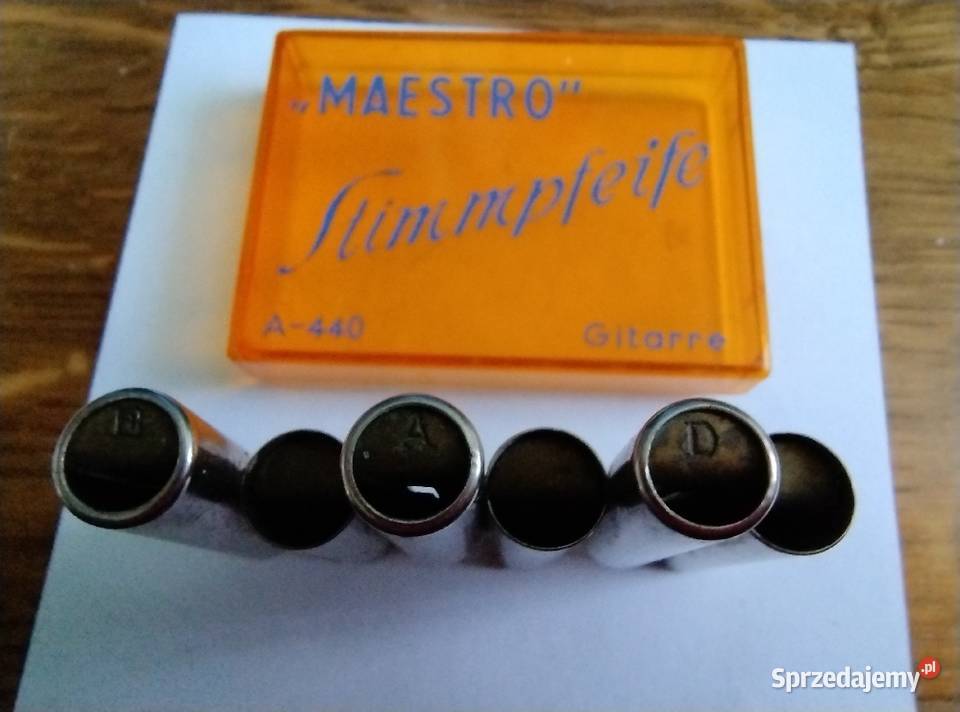 „MAESTRO"
Stimmpfeife
A-440 Gitarre
A D
Sprzedajemy.pl